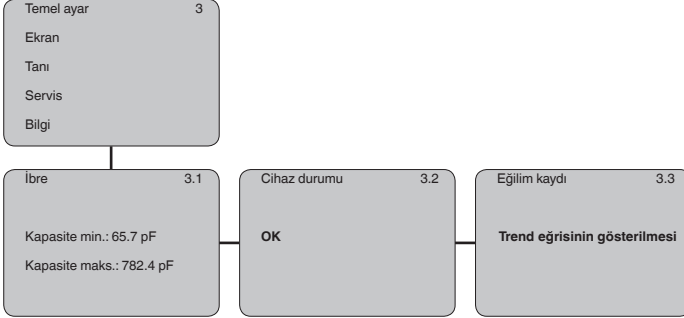 Temel ayar 3
Ekran
Tanı
Servis
Bilgi
İbre 3.1
Kapasite min.: 65.7 pF
Kapasite maks.: 782.4 pF
Cihaz durumu 3.2
OK
Eğilim kaydı 3.3
Trend eğrisinin gösterilmesi